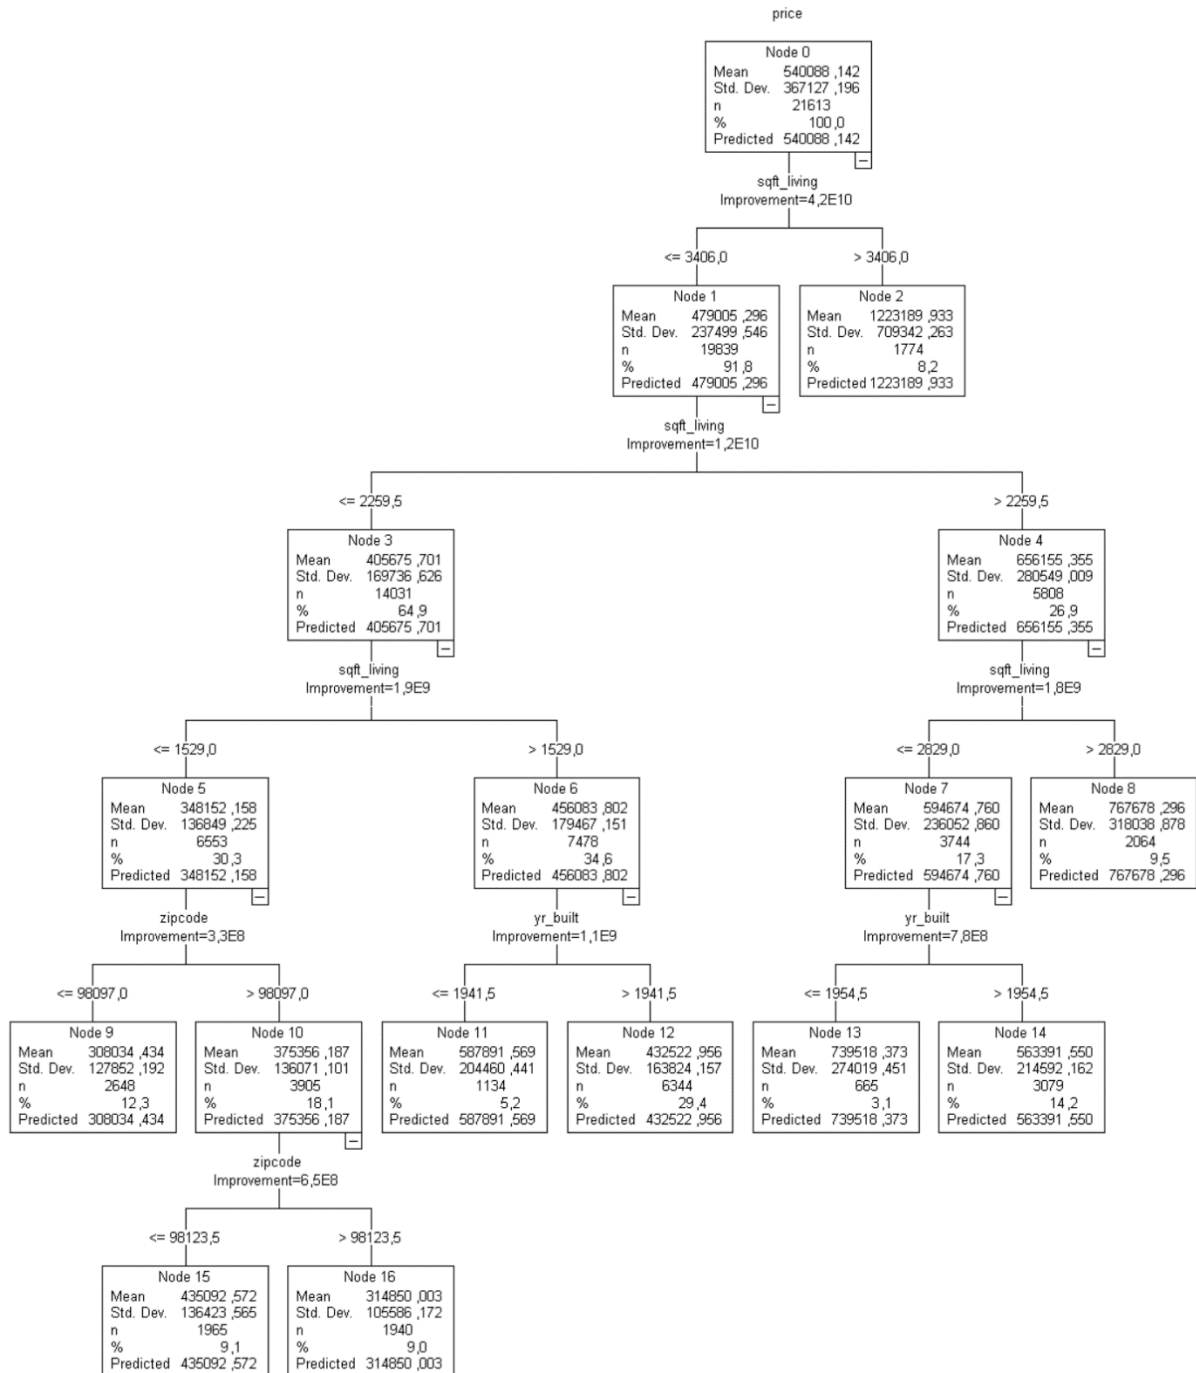 price
Node 0
Mean 540088 ,142
Std. Dev. 367127 ,196
n 21613
% 100,0
Predicted 540088 ,142
sqft_living
Improvement=4,2E10
<= 3406,0
> 3406,0
Node 1
Mean 479005 ,296
Std. Dev. 237499 ,546
n 19839
% 91,8
Predicted 479005 ,296
Node 2
Mean 1223189 ,933
Std. Dev. 709342 ,263
n 1774
% 8,2
Predicted 1223189 ,933
sqft_living
Improvement=1,2E10
<= 2259,5
> 2259,5
Node 3
Mean 405675 ,701
Std. Dev. 169736 ,626
n 14031
% 64,9
Predicted 405675 ,701
Node 4
Mean 656155 ,355
Std. Dev. 280549 ,009
n 5808
% 26,9
Predicted 656155 ,355
sqft_living
Improvement=1,9E9
sqft_living
Improvement=1,8E9
<= 1529,0
> 1529,0
<= 2829,0
> 2829,0
Node 5
Mean 348152 ,158
Std. Dev. 136849 ,225
n 6553
% 30,3
Predicted 348152 ,158
Node 6
Mean 456083 ,802
Std. Dev. 179467 ,151
n 7478
% 34,6
Predicted 456083 ,802
Node 7
Mean 594674 ,760
Std. Dev. 236052 ,860
n 3744
% 17,3
Predicted 594674 ,760
Node 8
Mean 767678 ,296
Std. Dev. 318038 ,878
n 2064
% 9,5
Predicted 767678 ,296
zipcode
Improvement=3,3E8
yr_built
Improvement=1,1E9
yr_built
Improvement=7,8E8
<= 98097,0
> 98097,0
<= 1941,5
> 1941,5
<= 1954,5
> 1954,5
Node 9
Mean 308034 ,434
Std. Dev. 127852 ,192
n 2648
% 12,3
Predicted 308034 ,434
Node 10
Mean 375356 ,187
Std. Dev. 136071 ,101
n 3905
% 18,1
Predicted 375356 ,187
Node 11
Mean 587891 ,569
Std. Dev. 204460 ,441
n 1134
% 5,2
Predicted 587891 ,569
Node 12
Mean 432522 ,956
Std. Dev. 163824 ,157
n 6344
% 29,4
Predicted 432522 ,956
Node 13
Mean 739518 ,373
Std. Dev. 274019 ,451
n 665
% 3,1
Predicted 739518 ,373
Node 14
Mean 563391 ,550
Std. Dev. 214592 ,162
n 3079
% 14,2
Predicted 563391 ,550
zipcode
Improvement=6,5E8
<= 98123,5
> 98123,5
Node 15
Mean 435092 ,572
Std. Dev. 136423 ,565
n 1965
% 9,1
Predicted 435092 ,572
Node 16
Mean 314850 ,003
Std. Dev. 105586 ,172
n 1940
% 9,0
Predicted 314850 ,003